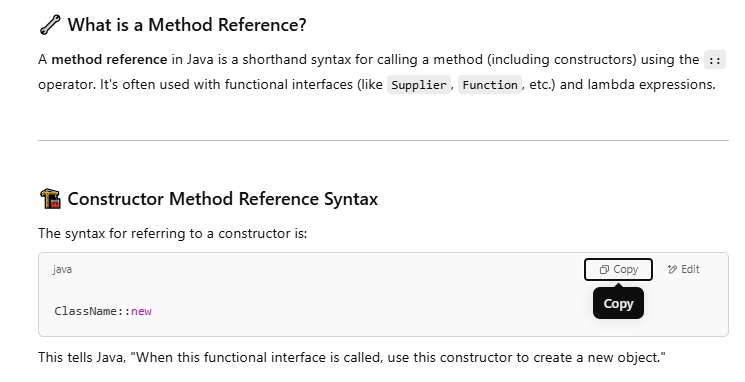 🔧 What is a Method Reference?
A method reference in Java is a shorthand syntax for calling a method (including constructors) using the ::
operator. It's often used with functional interfaces (like Supplier, Function, etc.) and lambda expressions.
🏗️ Constructor Method Reference Syntax
The syntax for referring to a constructor is:
java Copy Edit
Copy
ClassName::new
This tells Java, "When this functional interface is called, use this constructor to create a new object."